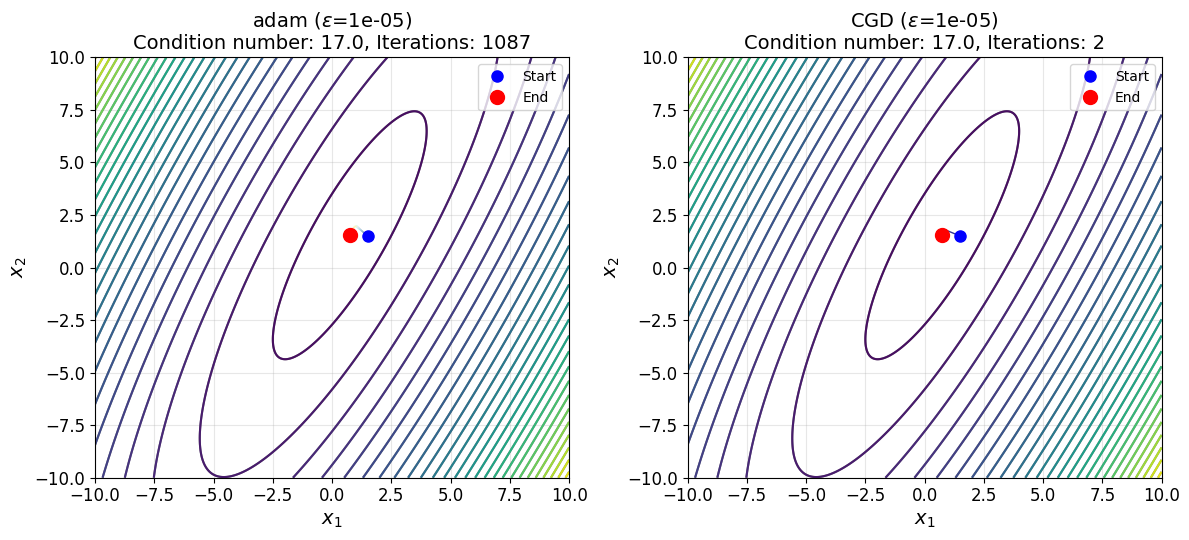 adam (ε=1e-05)
Condition number: 17.0, Iterations: 1087
10.0
7.5
5.0
2.5
0.0
−2.5
−5.0
−7.5
−10.0
x₂
−10.0 −7.5 −5.0 −2.5 0.0 2.5 5.0 7.5 10.0
x₁
Start
End
CGD (ε=1e-05)
Condition number: 17.0, Iterations: 2
10.0
7.5
5.0
2.5
0.0
−2.5
−5.0
−7.5
−10.0
x₂
−10.0 −7.5 −5.0 −2.5 0.0 2.5 5.0 7.5 10.0
x₁
Start
End